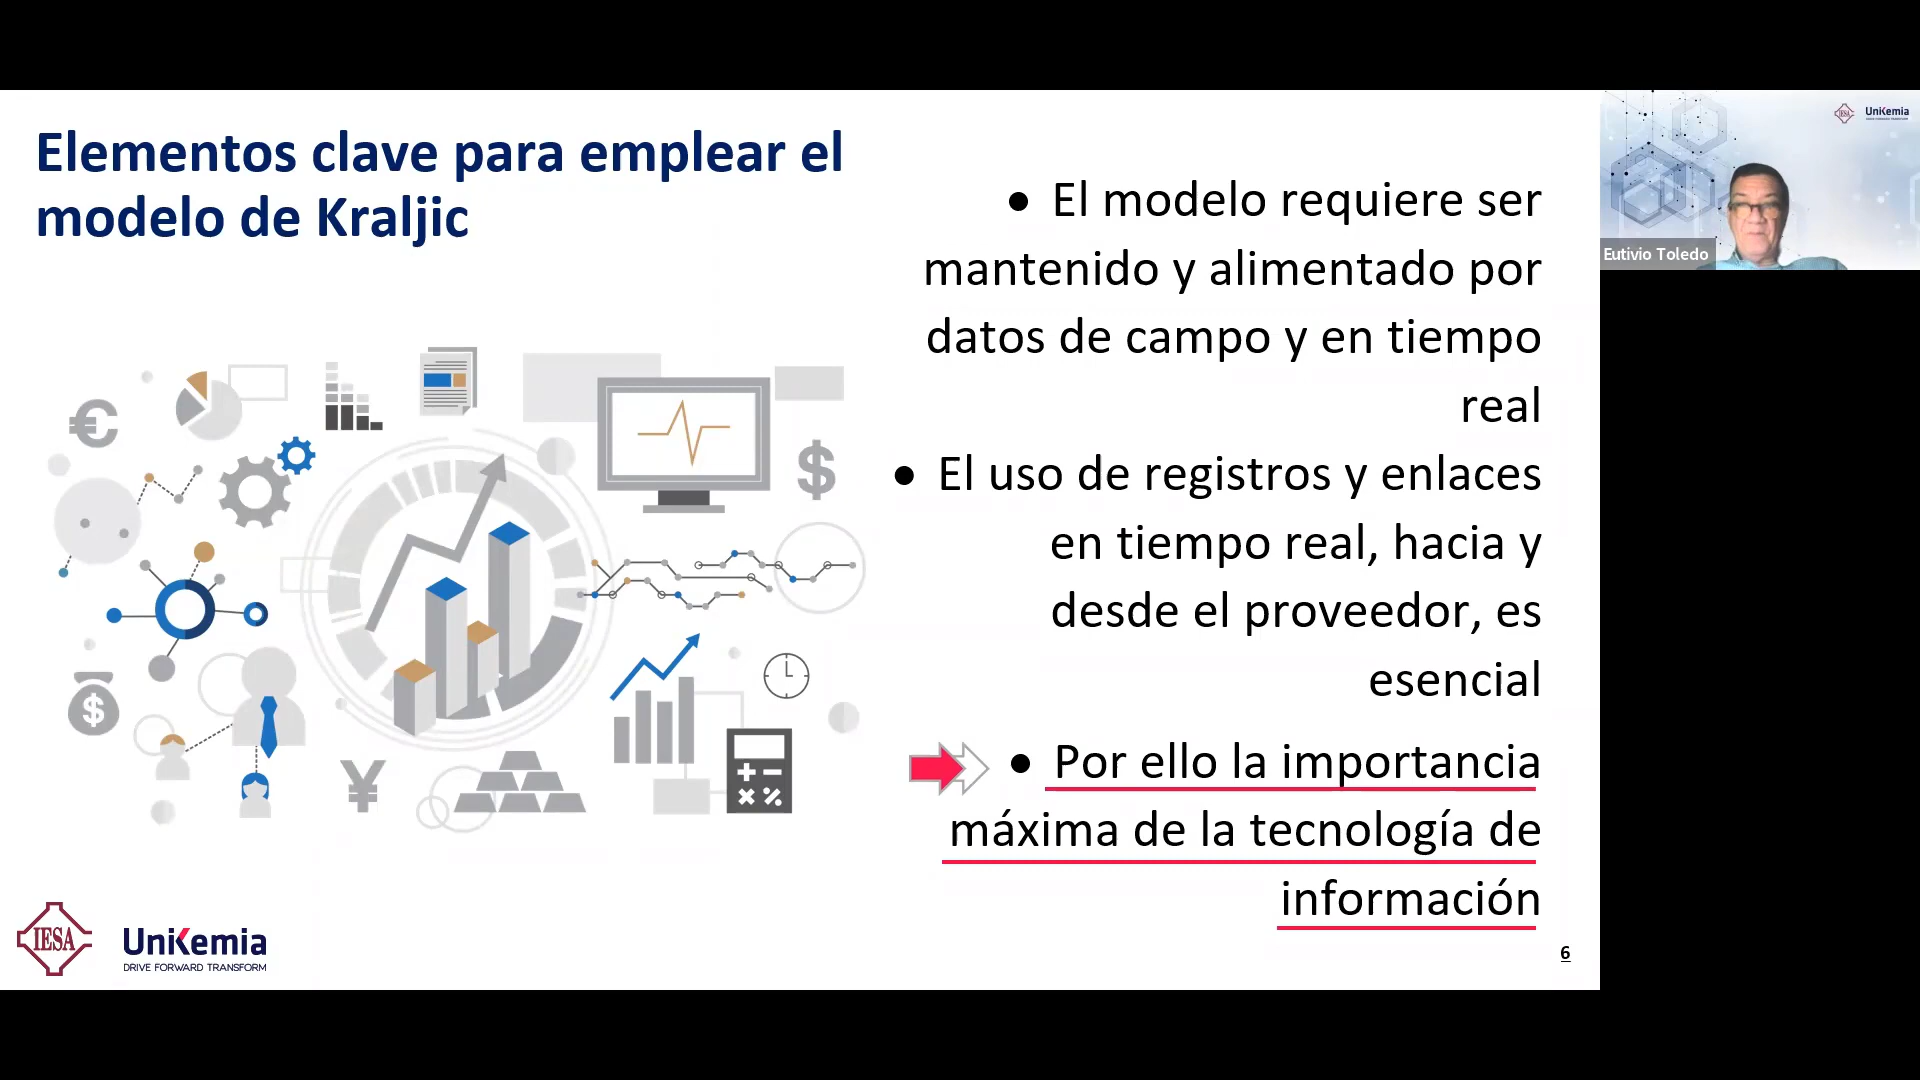 Elementos clave para emplear el
modelo de Kraljic
• El modelo requiere ser
mantenido y alimentado por
datos de campo y en tiempo
real
• El uso de registros y enlaces
en tiempo real, hacia y
desde el proveedor, es
esencial
• Por ello la importancia
máxima de la tecnología de
información
IESA
UniKemia
DRIVE FORWARD TRANSFORM
6
UniKemia
Eutivio Toledo